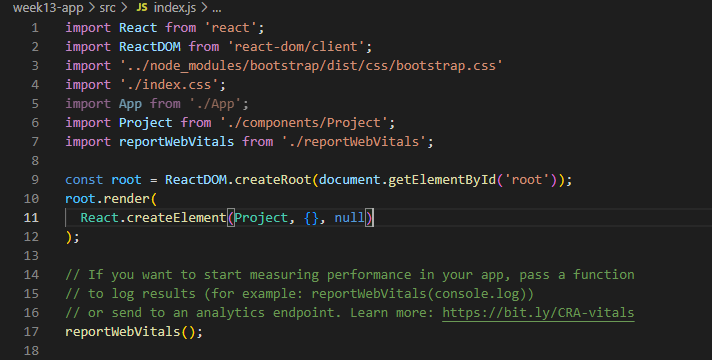 week13-app > src > JS index.js > ...
1 import React from 'react';
2 import ReactDOM from 'react-dom/client';
3 import '../node_modules/bootstrap/dist/css/bootstrap.css'
4 import './index.css';
5 import App from './App';
6 import Project from './components/Project';
7 import reportWebVitals from './reportWebVitals';
8
9 const root = ReactDOM.createRoot(document.getElementById('root'));
10 root.render(
11   React.createElement(Project, {}, null)
12 );
13
14 // If you want to start measuring performance in your app, pass a function
15 // to log results (for example: reportWebVitals(console.log))
16 // or send to an analytics endpoint. Learn more: https://bit.ly/CRA-vitals
17 reportWebVitals();
18